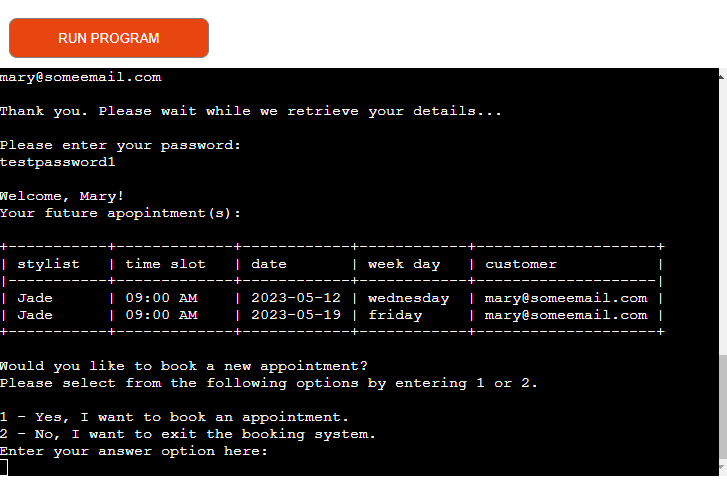 RUN PROGRAM
mary@someemail.com
Thank you. Please wait while we retrieve your details...
Please enter your password:
testpassword1
Welcome, Mary!
Your future apopintment(s):
+-----------+-------------+------------+------------+--------------------+
| stylist   | time slot   | date       | week day   | customer           |
|-----------+-------------+------------+------------+--------------------|
| Jade      | 09:00 AM    | 2023-05-12 | wednesday  | mary@someemail.com |
| Jade      | 09:00 AM    | 2023-05-19 | friday     | mary@someemail.com |
+-----------+-------------+------------+------------+--------------------+
Would you like to book a new appointment?
Please select from the following options by entering 1 or 2.
1 - Yes, I want to book an appointment.
2 - No, I want to exit the booking system.
Enter your answer option here: